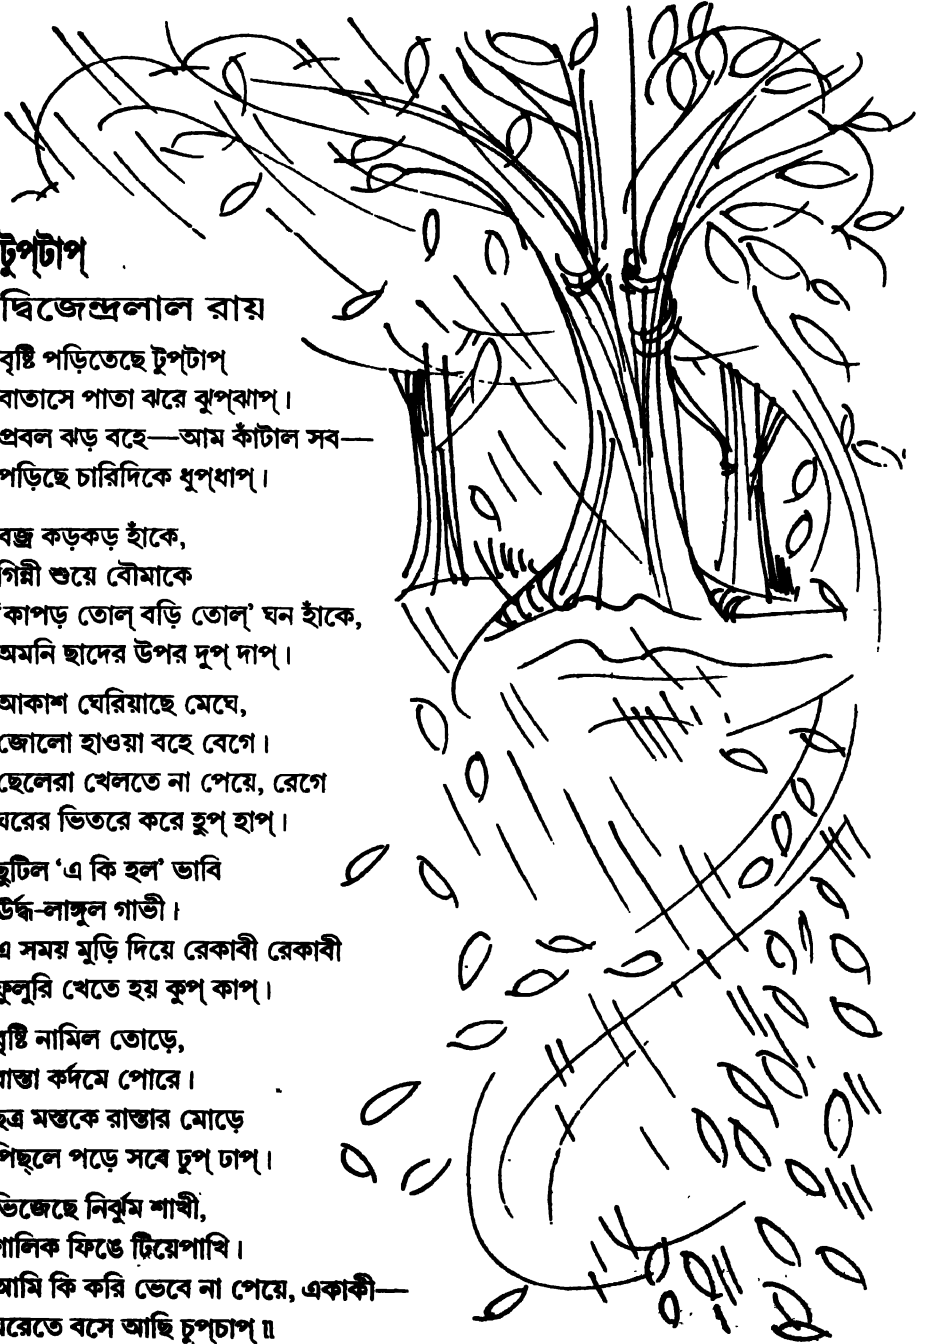 টুপ্‌টাপ্‌
দ্বিজেন্দ্রলাল রায়
বৃষ্টি পড়িতেছে টুপ্‌টাপ্‌
বাতাসে পাতা ঝরে ঝুপ্‌ঝাপ্‌।
প্রবল ঝড় বহে—আম কাঁটাল সব—
পড়িছে চারিদিকে ধুপ্‌ধাপ্‌।
বজ্র কড়কড় হাঁকে,
গিন্নী শুয়ে বৌমাকে
‘কাপড় তোল্‌ বড়ি তোল্‌’ ঘন হাঁকে,
অমনি ছাদের উপর দুপ্‌ দাপ্‌।
আকাশ ঘেরিয়াছে মেঘে,
জোলো হাওয়া বহে বেগে।
ছেলেরা খেলতে না পেয়ে, রেগে
ঘরের ভিতরে করে হুপ্‌ হাপ্‌।
ছুটিল ‘এ কি হল’ ভাবি
ঊর্দ্ধ-লাঙ্গুল গাভী।
এ সময় মুড়ি দিয়ে রেকাবী রেকাবী
ফুলুরি খেতে হয় কুপ্‌ কাপ্‌।
বৃষ্টি নামিল তোড়ে,
রাস্তা কর্দমে পোরে।
ছত্র মস্তকে রাস্তার মোড়ে
পিছ্‌লে পড়ে সবে ঢুপ্‌ ঢাপ্‌।
ভিজেছে নির্ঝুম শাখী,
শালিক ফিঙে টিয়েপাখি।
আমি কি করি ভেবে না পেয়ে, একাকী—
ঘরেতে বসে আছি চুপ্‌চাপ্‌॥